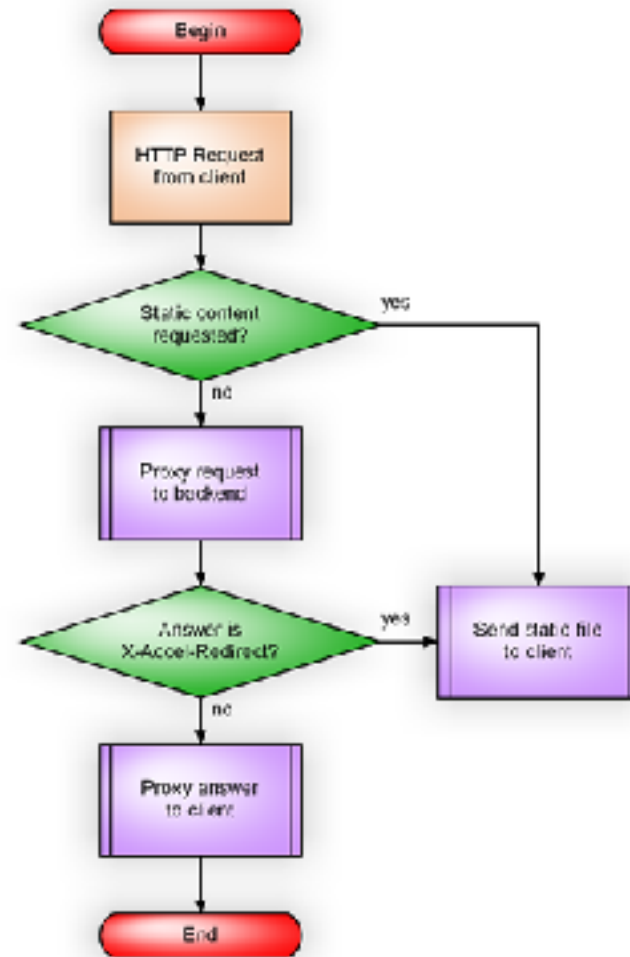 Begin
HTTP Request
from client
Static content
requested?
yes
no
Proxy request
to backend
Answer is
X-Accel-Redirect?
yes
Send static file
to client
no
Proxy answer
to client
End